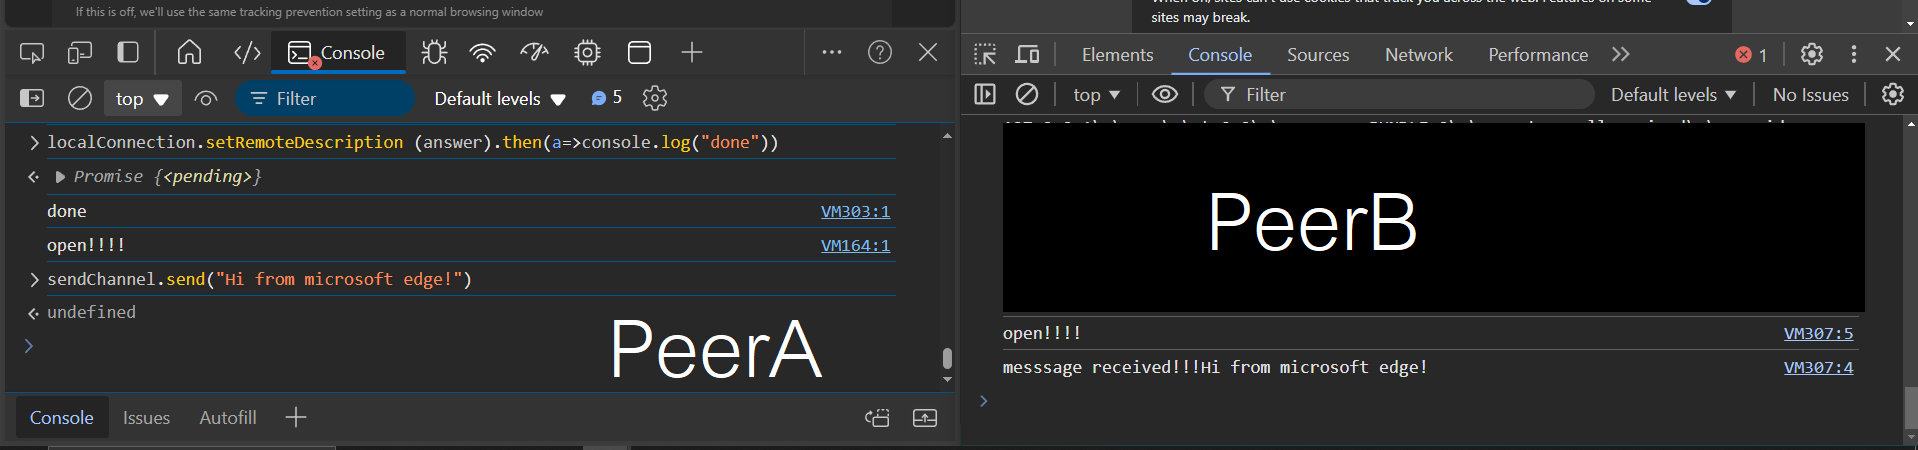 If this is off, we'll use the same tracking prevention setting as a normal browsing window
Console
top
Filter
Default levels
5
localConnection.setRemoteDescription (answer).then(a=>console.log("done"))
Promise {<pending>}
done VM303:1
open!!!! VM164:1
sendChannel.send("Hi from microsoft edge!")
undefined
PeerA
Console Issues Autofill
sites may break.
Elements Console Sources Network Performance 1
top Filter Default levels No Issues
PeerB
open!!!! VM307:5
messsage received!!!Hi from microsoft edge! VM307:4